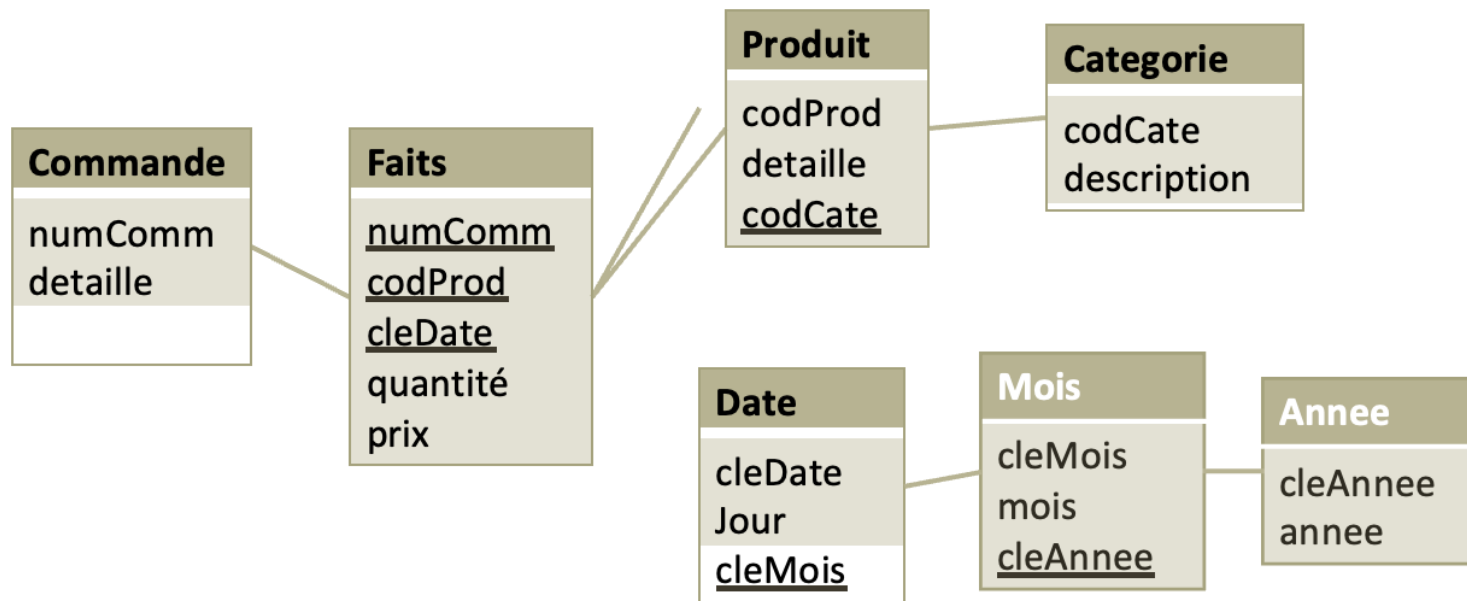 Commande
numComm
detaille
Faits
numComm
codProd
cleDate
quantité
prix
Produit
codProd
detaille
codCate
Categorie
codCate
description
Date
cleDate
Jour
cleMois
Mois
cleMois
mois
cleAnnee
Annee
cleAnnee
annee